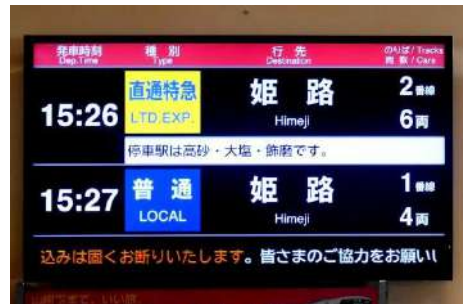 発車時刻 種別 行先 のりば/Tracks
Dep.Time Type Destination 両数/Cars
15:26 直通特急 姫路 2番線
LTD.EXP. Himeji 6両
停車駅は高砂・大塩・飾磨です。
15:27 普通 姫路 1番線
LOCAL Himeji 4両
込みは固くお断りいたします。皆さまのご協力をお願いし